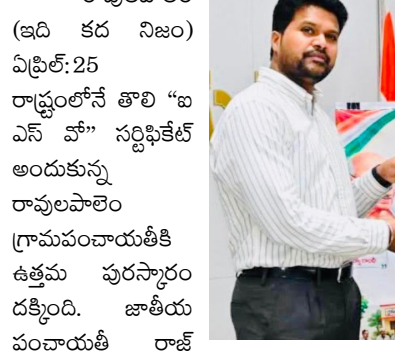 (ఇది కద నిజం)
ఏప్రిల్:25
రాష్ట్రంలోనే తొలి “ఐ
ఎస్ వో” సర్టిఫికేట్
అందుకున్న
రావులపాలెం
గ్రామపంచాయతీకి
ఉత్తమ పురస్కారం
దక్కింది. జాతీయ
పంచాయతీ రాజ్